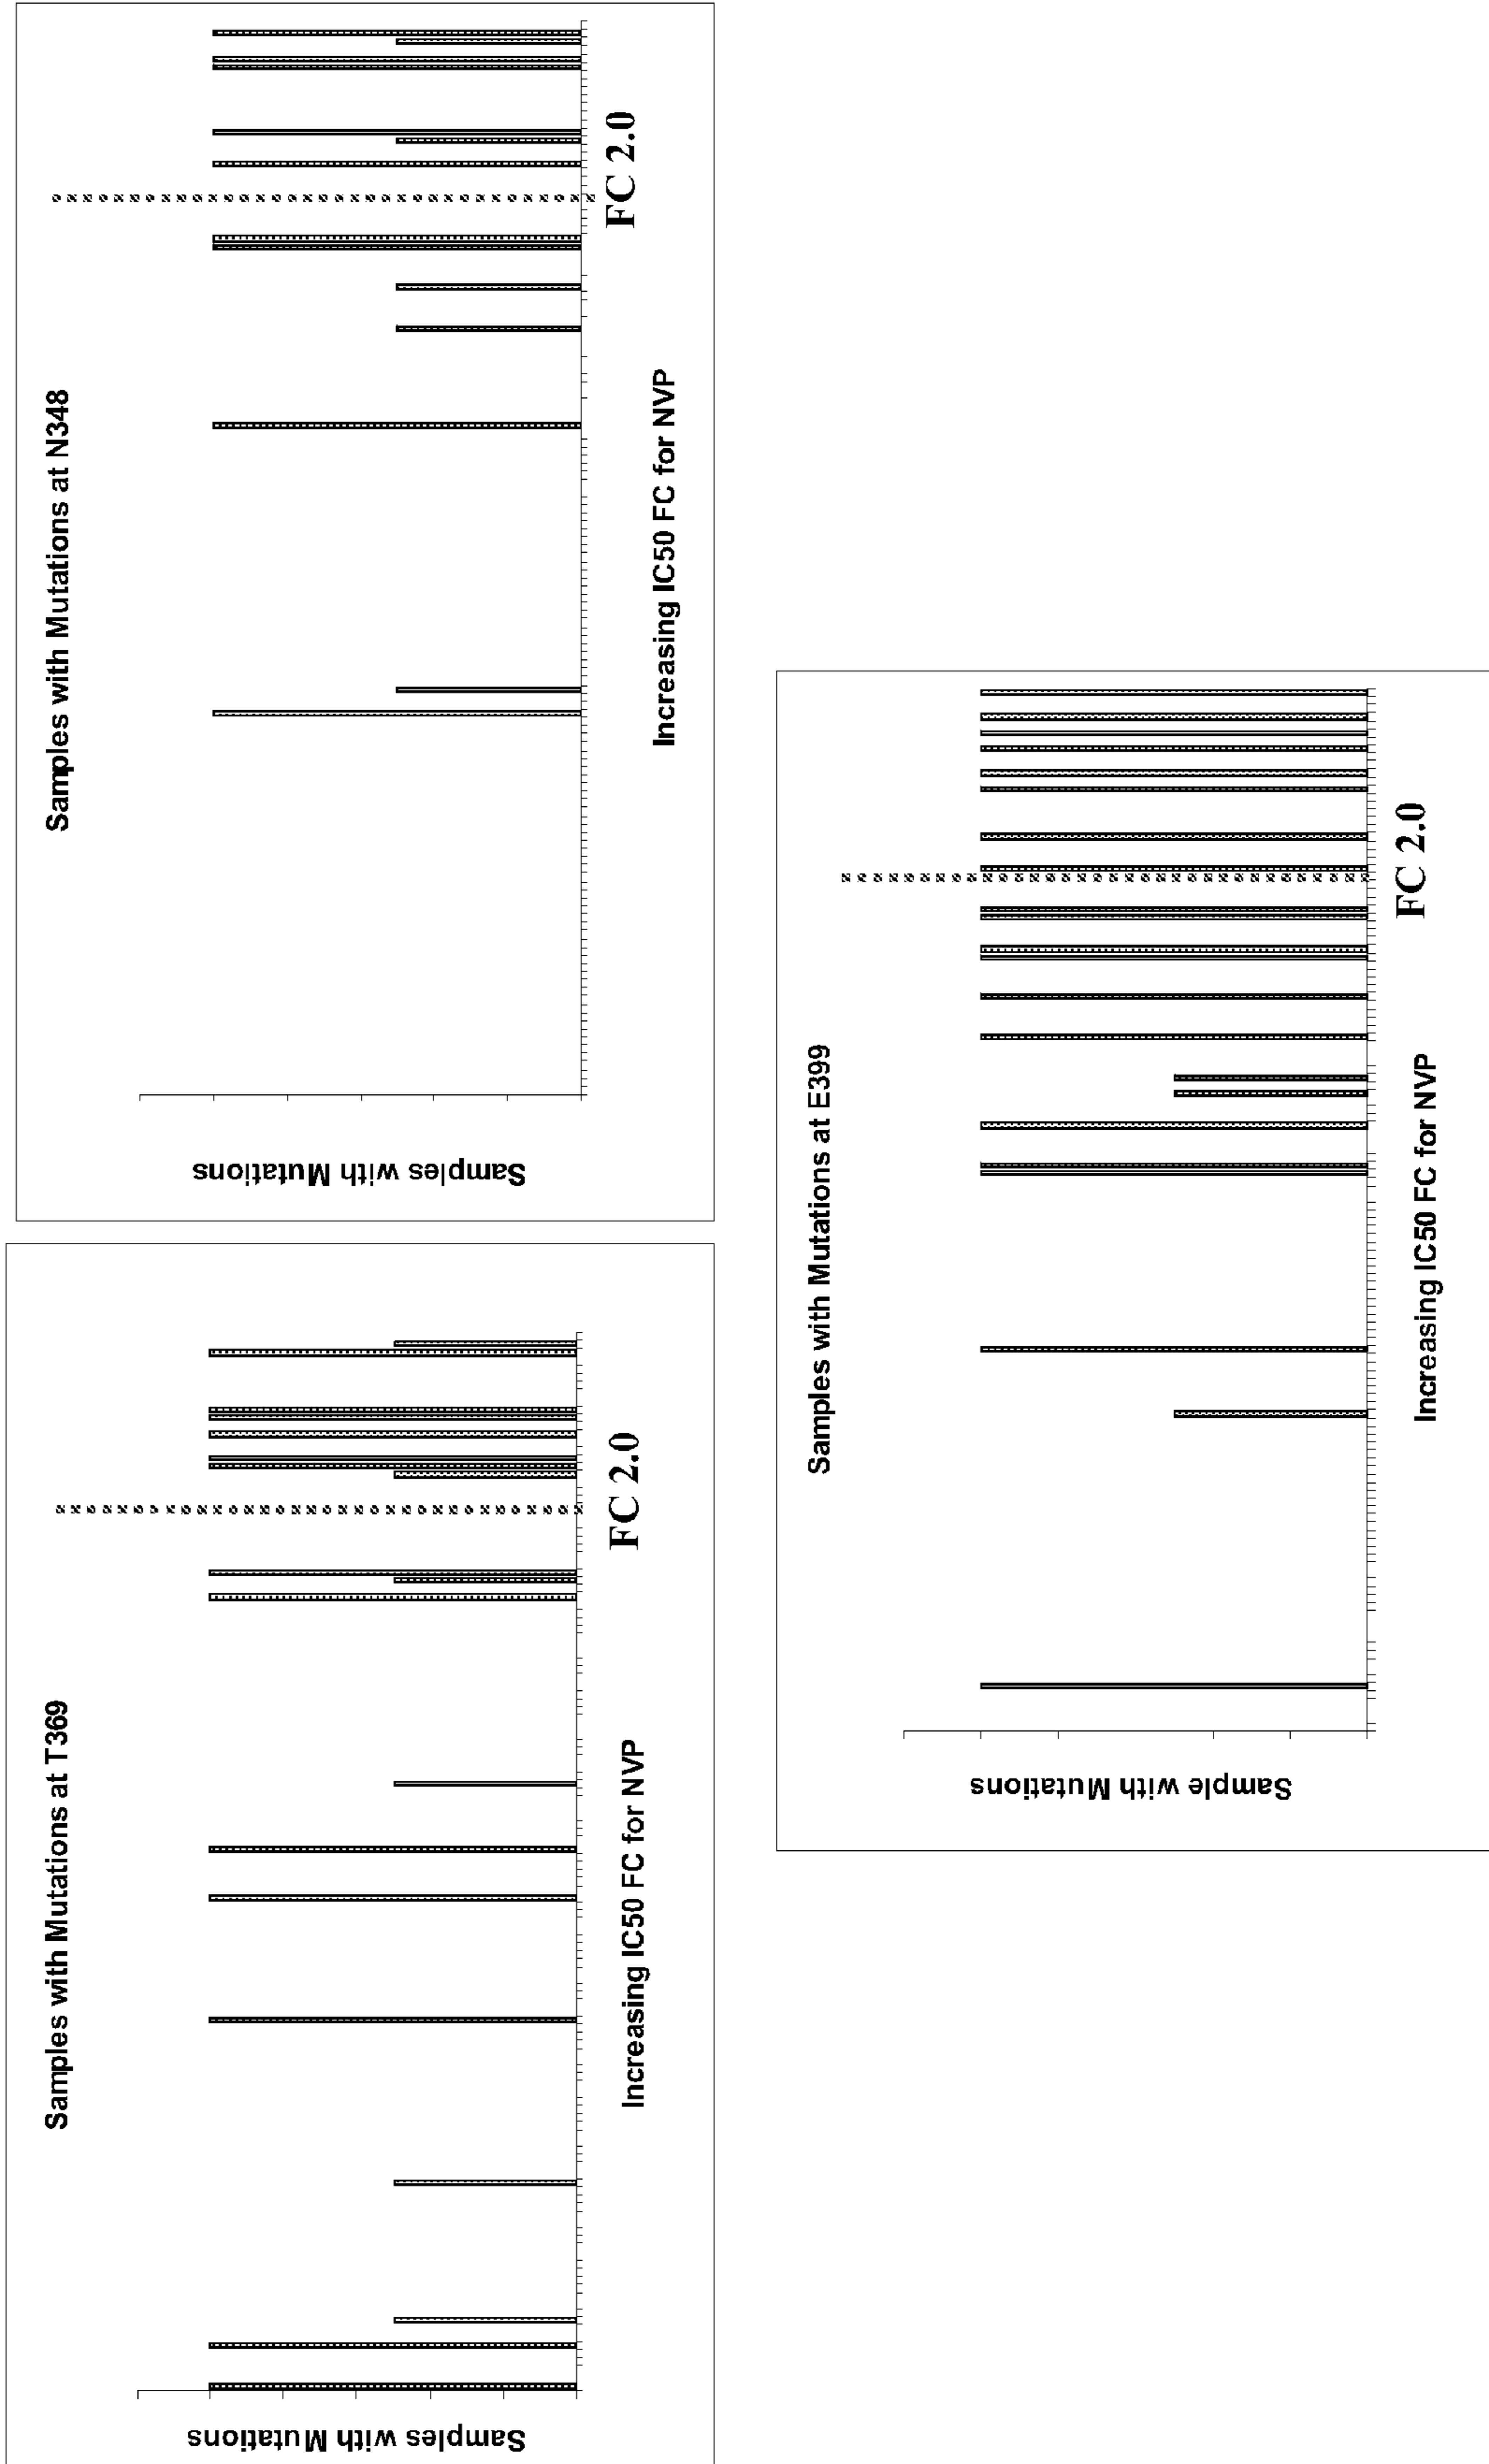 Samples with Mutations at T369
Samples with Mutations
FC 2.0
Increasing IC50 FC for NVP
Samples with Mutations at N348
Samples with Mutations
FC 2.0
Increasing IC50 FC for NVP
Samples with Mutations at E399
Sample with Mutations
FC 2.0
Increasing IC50 FC for NVP